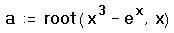 a := root(x³ − eˣ, x)